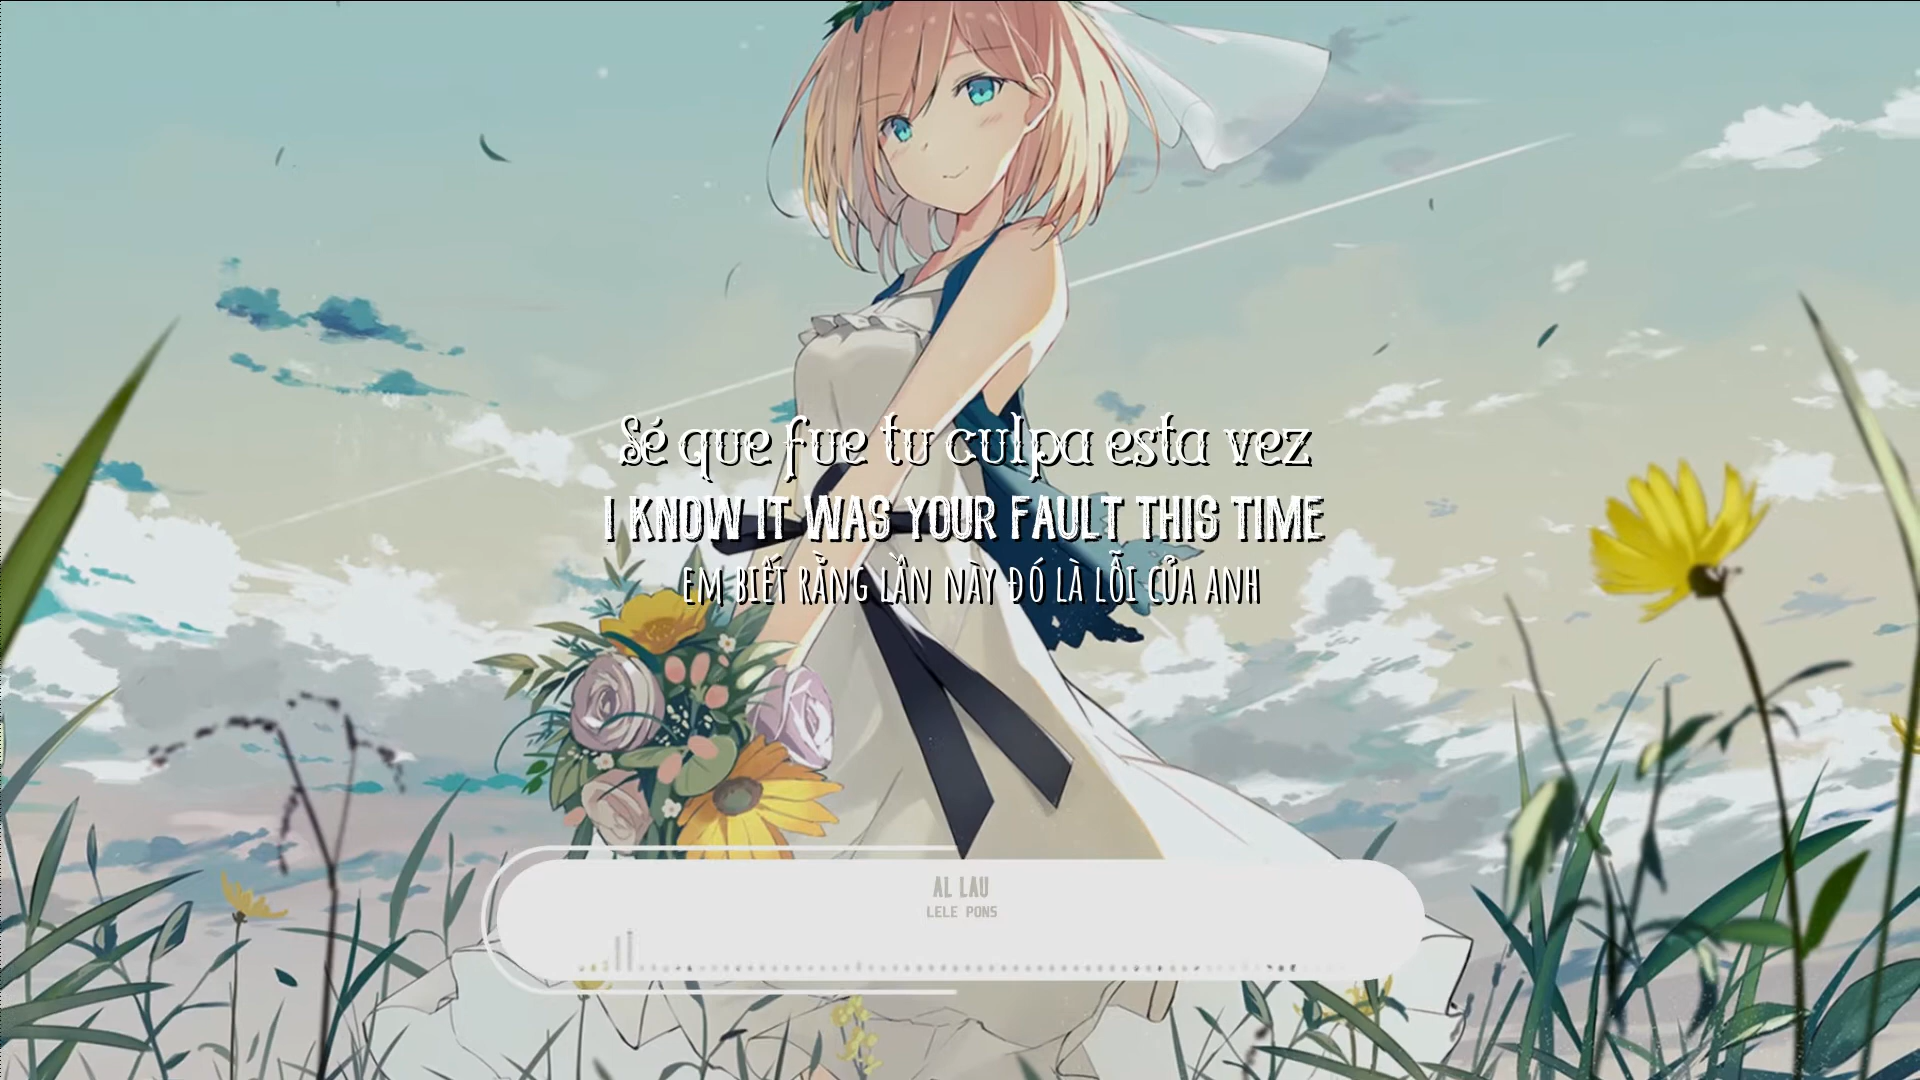 Sé que fue tu culpa esta vez
I KNOW IT WAS YOUR FAULT THIS TIME
EM BIẾT RẰNG LẦN NÀY ĐÓ LÀ LỖI CỦA ANH
AL LAU
LELE PONS